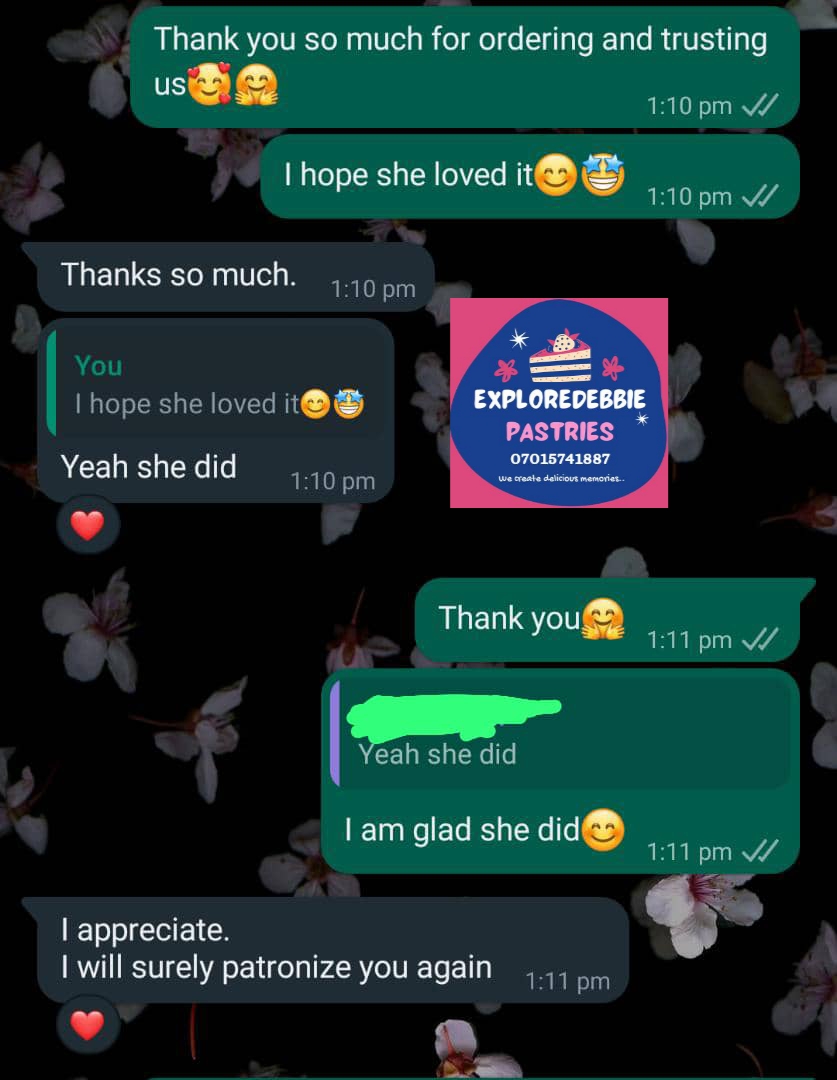 Thank you so much for ordering and trusting
us🥰🤗
1:10 pm
I hope she loved it😊🤩
1:10 pm
Thanks so much.
1:10 pm
You
I hope she loved it😊🤩
Yeah she did
1:10 pm
❤️
EXPLOREDEBBIE
PASTRIES
07015741887
We create delicious memories..
Thank you🤗
1:11 pm
Yeah she did
I am glad she did😊
1:11 pm
I appreciate.
I will surely patronize you again
1:11 pm
❤️